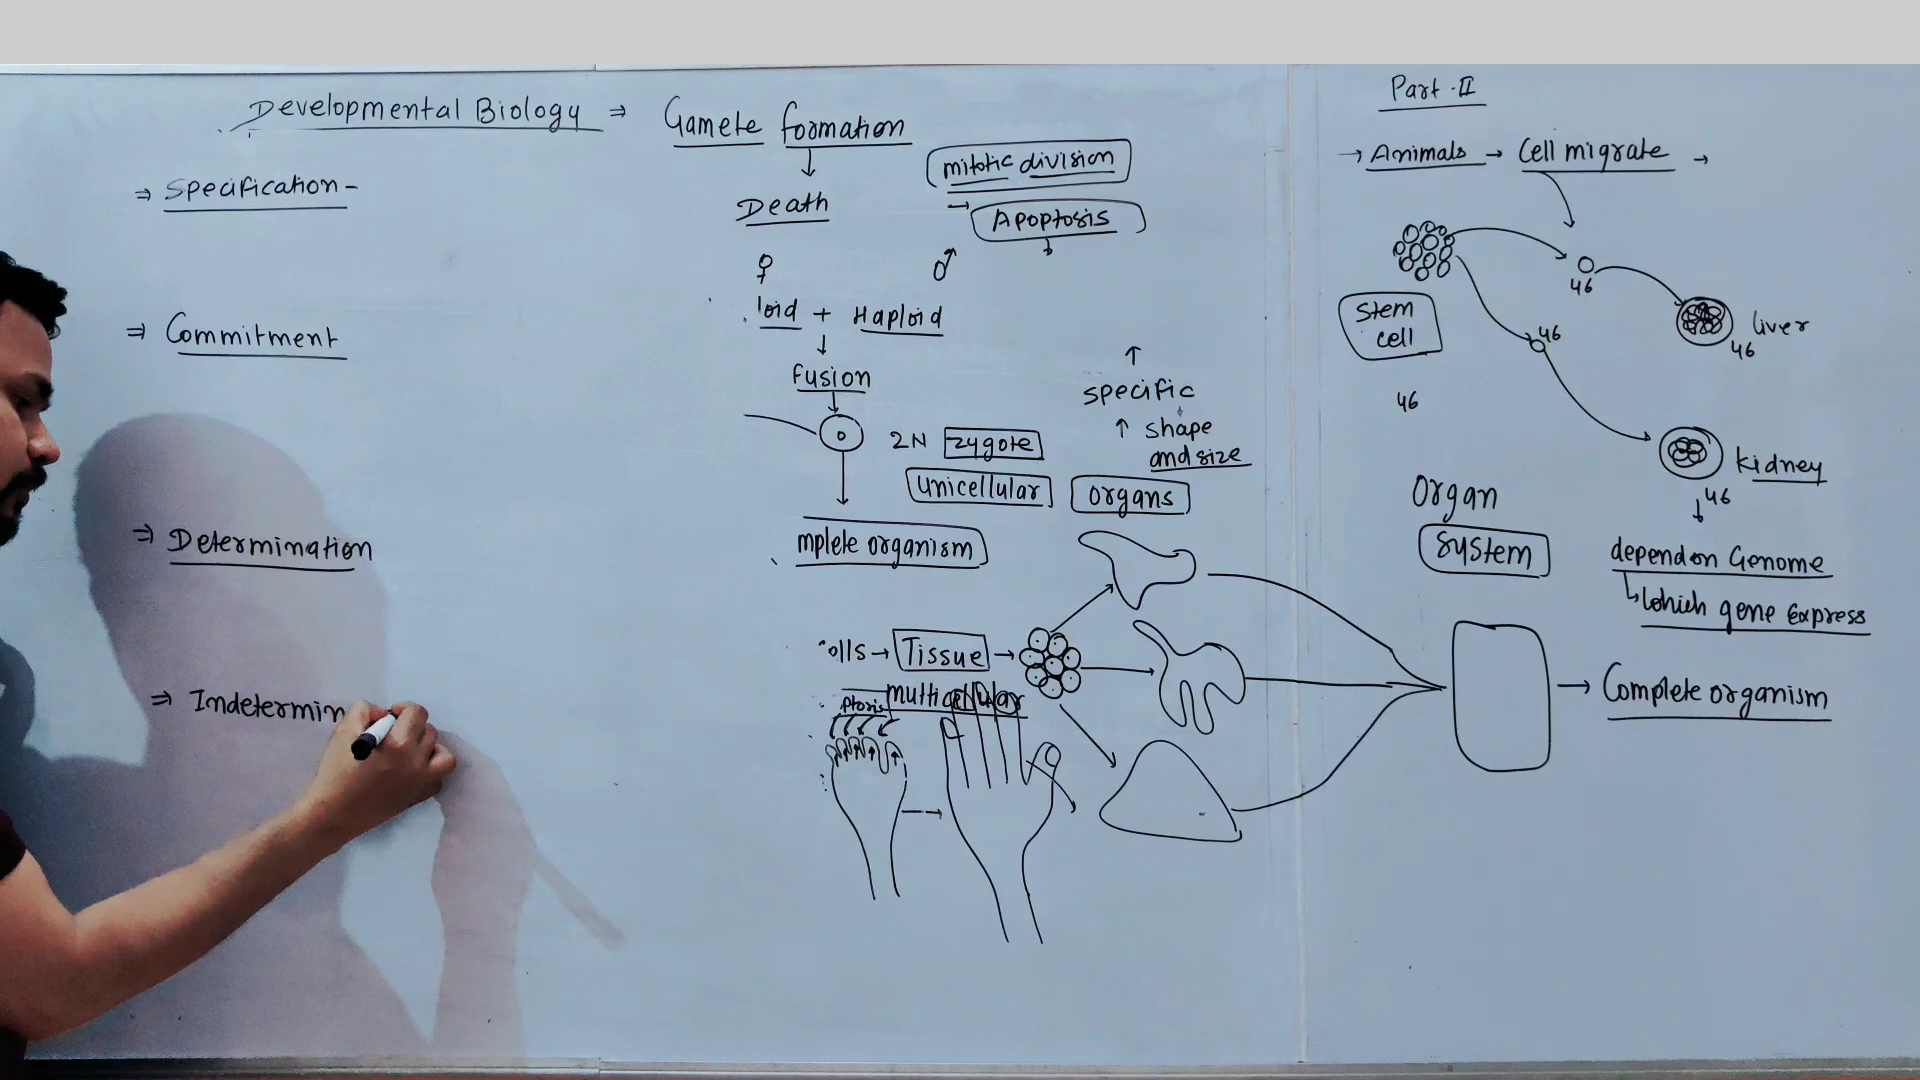 Developmental Biology ⇒ Gamete formation
↓
Death
mitotic division
→ Apoptosis
⇒ Specification -
⇒ Commitment
⇒ Determination
⇒ Indetermin
♀ ♂
loid + Haploid
↓
fusion
2N zygote
unicellular
mplete organism
↑
specific
↑ shape
and size
organs
olls → Tissue →
multicellular
ptosis
Part - II
→ Animals → Cell migrate →
Stem
cell
46
46
liver
46
46
kidney
46
Organ
System
depend on Genome
↳ which gene express
→ Complete organism